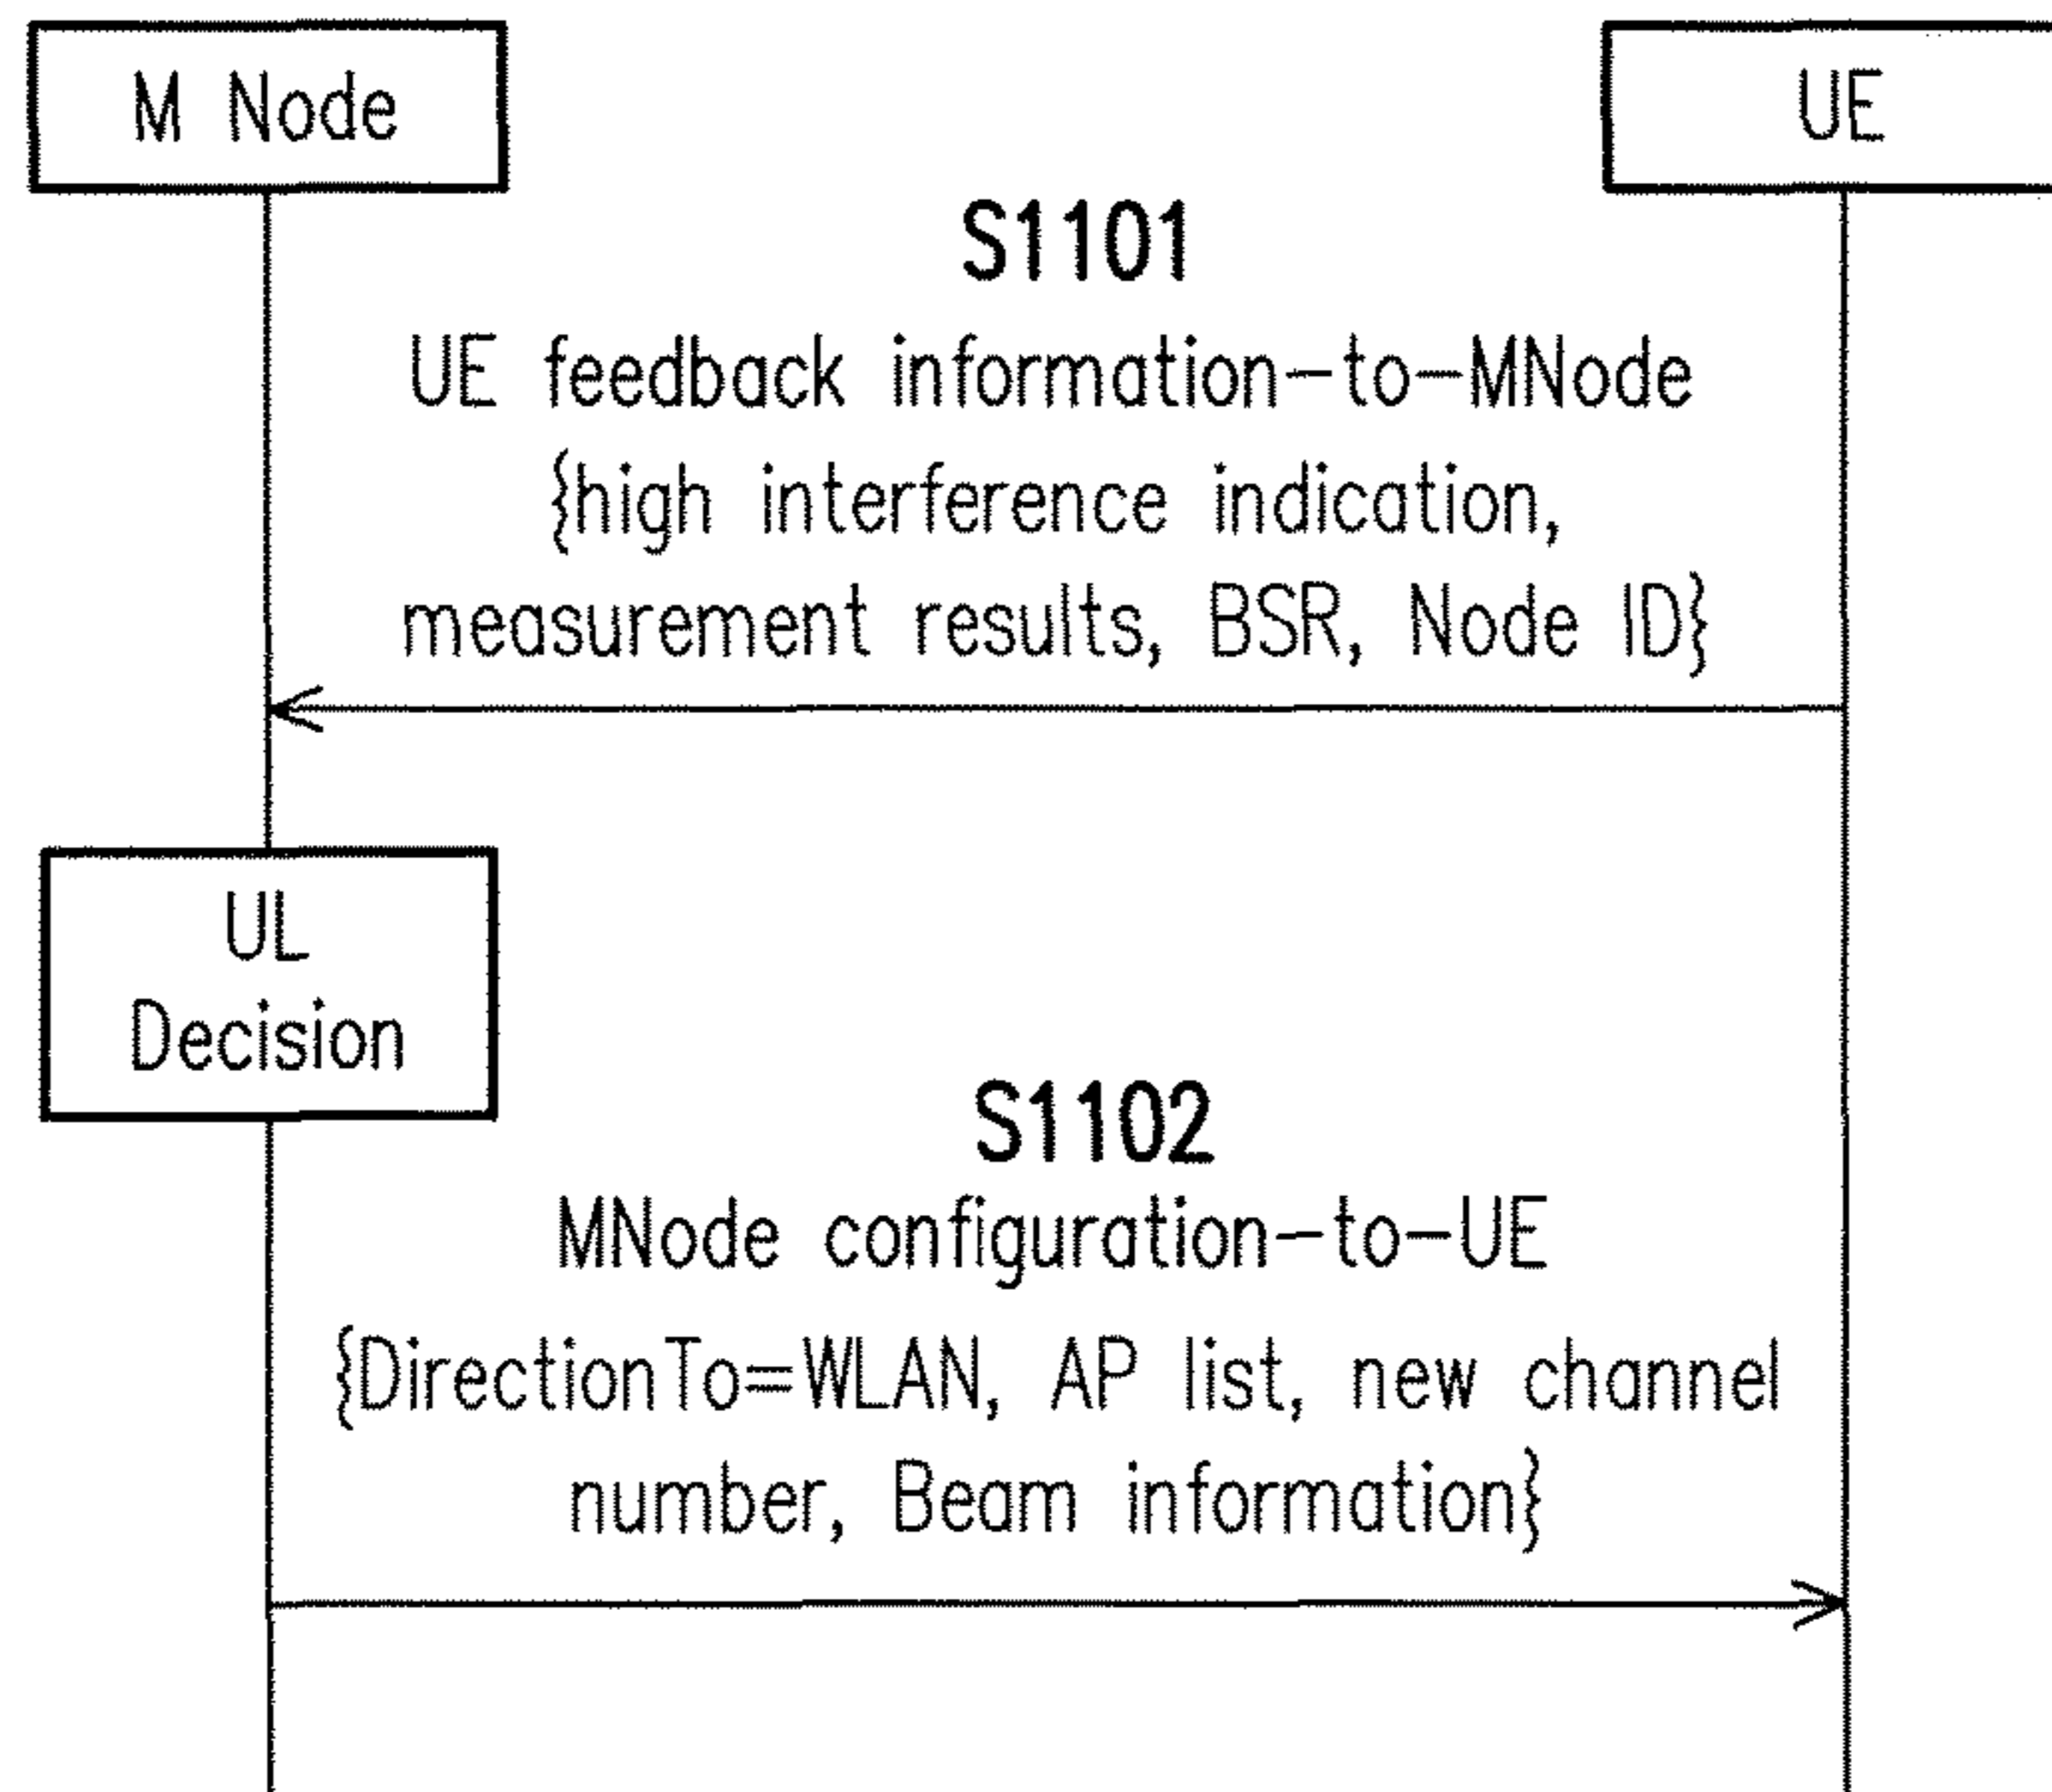 M Node
UE
S1101
UE feedback information-to-MNode
{high interference indication,
measurement results, BSR, Node ID}
UL
Decision
S1102
MNode configuration-to-UE
{DirectionTo=WLAN, AP list, new channel
number, Beam information}